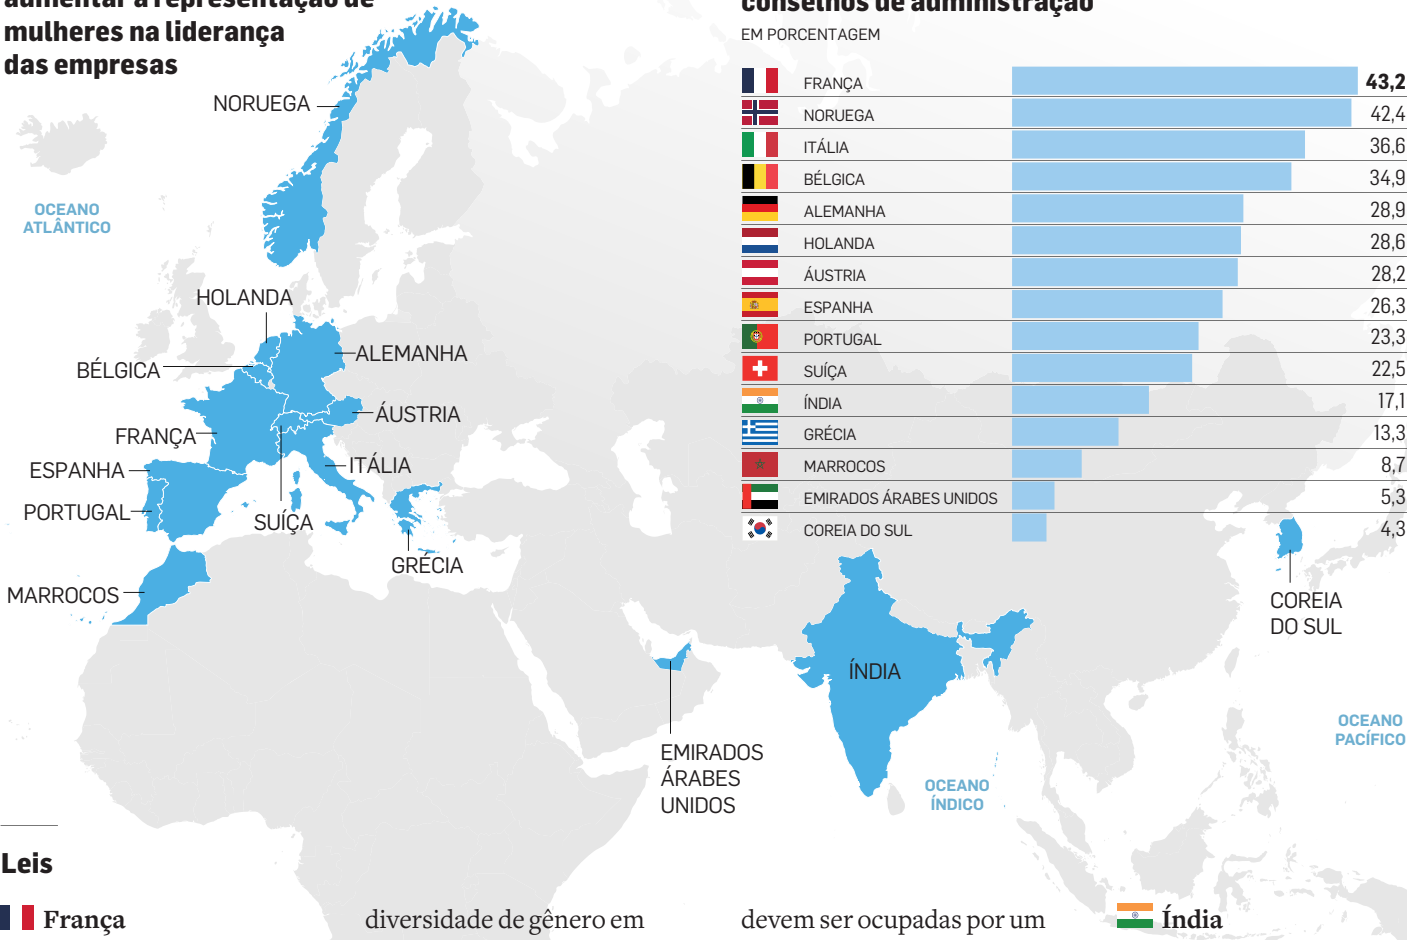 aumentar a representação de
mulheres na liderança
das empresas
NORUEGA
OCEANO
ATLÂNTICO
HOLANDA
ALEMANHA
BÉLGICA
ÁUSTRIA
FRANÇA
ITÁLIA
ESPANHA
PORTUGAL
SUÍÇA
GRÉCIA
MARROCOS
EMIRADOS
ÁRABES
UNIDOS
ÍNDIA
OCEANO
ÍNDICO
COREIA
DO SUL
OCEANO
PACÍFICO
conselhos de administração
EM PORCENTAGEM
FRANÇA 43,2
NORUEGA 42,4
ITÁLIA 36,6
BÉLGICA 34,9
ALEMANHA 28,9
HOLANDA 28,6
ÁUSTRIA 28,2
ESPANHA 26,3
PORTUGAL 23,3
SUÍÇA 22,5
ÍNDIA 17,1
GRÉCIA 13,3
MARROCOS 8,7
EMIRADOS ÁRABES UNIDOS 5,3
COREIA DO SUL 4,3
Leis
França
diversidade de gênero em
devem ser ocupadas por um
Índia